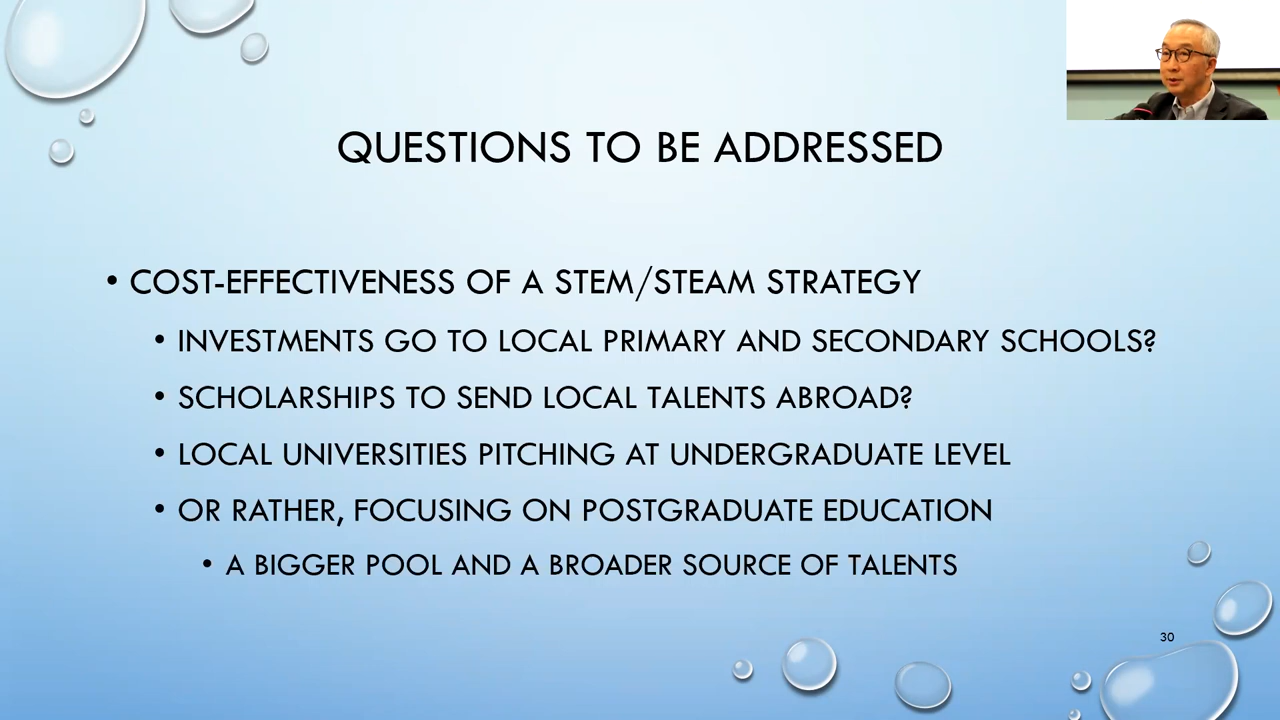 QUESTIONS TO BE ADDRESSED
• COST-EFFECTIVENESS OF A STEM/STEAM STRATEGY
• INVESTMENTS GO TO LOCAL PRIMARY AND SECONDARY SCHOOLS?
• SCHOLARSHIPS TO SEND LOCAL TALENTS ABROAD?
• LOCAL UNIVERSITIES PITCHING AT UNDERGRADUATE LEVEL
• OR RATHER, FOCUSING ON POSTGRADUATE EDUCATION
• A BIGGER POOL AND A BROADER SOURCE OF TALENTS
30